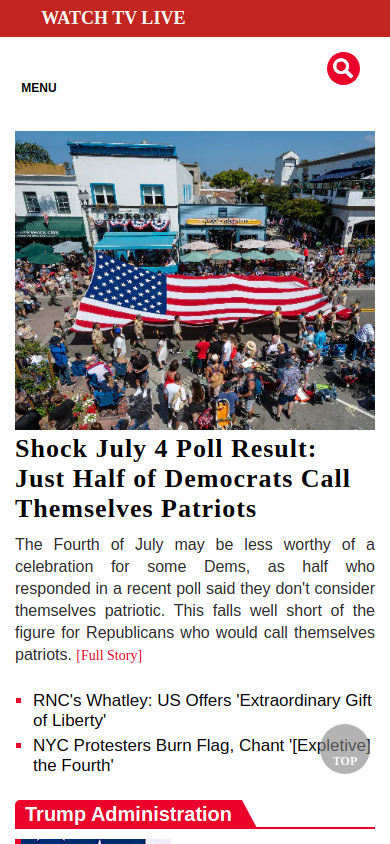 WATCH TV LIVE
MENU
Shock July 4 Poll Result:
Just Half of Democrats Call
Themselves Patriots
The Fourth of July may be less worthy of a
celebration for some Dems, as half who
responded in a recent poll said they don't consider
themselves patriotic. This falls well short of the
figure for Republicans who would call themselves
patriots. [Full Story]
RNC's Whatley: US Offers 'Extraordinary Gift
of Liberty'
NYC Protesters Burn Flag, Chant '[Expletive]
the Fourth'
TOP
Trump Administration